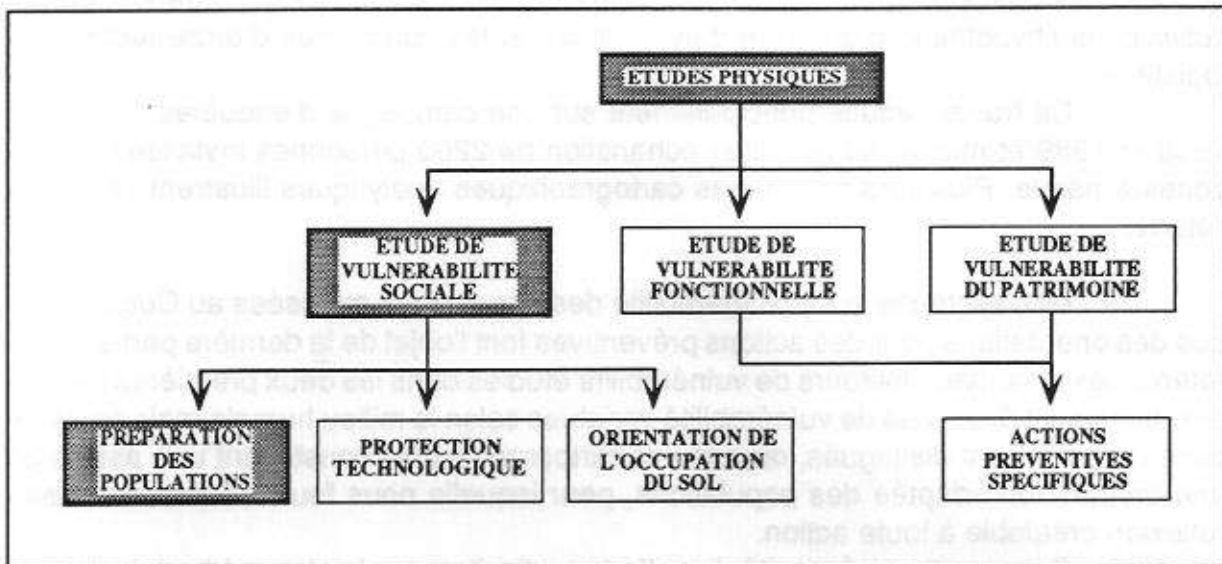 ETUDES PHYSIQUES
ETUDE DE
VULNERABILITE
SOCIALE
ETUDE DE
VULNERABILITE
FONCTIONNELLE
ETUDE DE
VULNERABILITE
DU PATRIMOINE
PREPARATION
DES
POPULATIONS
PROTECTION
TECHNOLOGIQUE
ORIENTATION DE
L'OCCUPATION
DU SOL
ACTIONS
PREVENTIVES
SPECIFIQUES